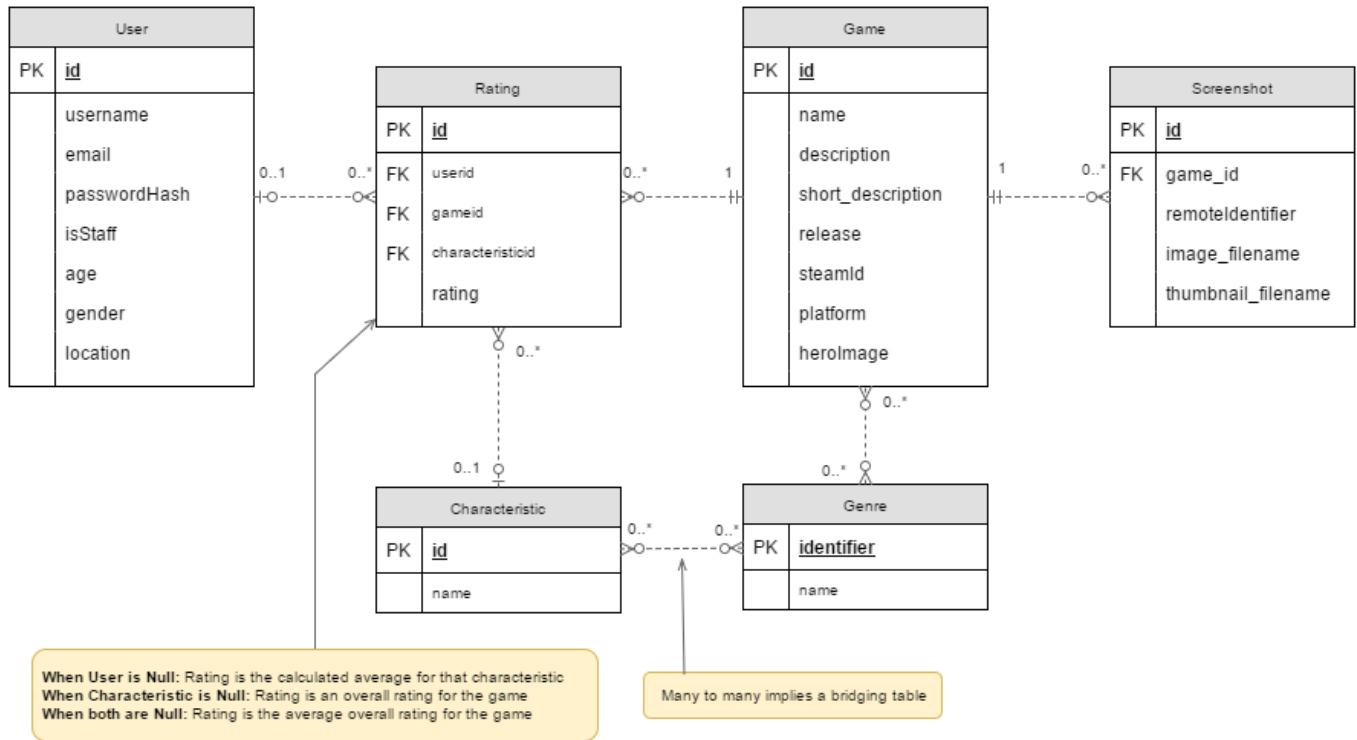 User
PK id
username
email
passwordHash
isStaff
age
gender
location
0..1
0..*
Rating
PK id
FK userid
FK gameid
FK characteristicid
rating
0..*
1
Game
PK id
name
description
short_description
release
steamId
platform
heroImage
1
0..*
Screenshot
PK id
FK game_id
remoteIdentifier
image_filename
thumbnail_filename
0..*
0..1
0..*
0..*
Characteristic
PK id
name
0..*
0..*
Genre
PK identifier
name
When User is Null: Rating is the calculated average for that characteristic
When Characteristic is Null: Rating is an overall rating for the game
When both are Null: Rating is the average overall rating for the game
Many to many implies a bridging table